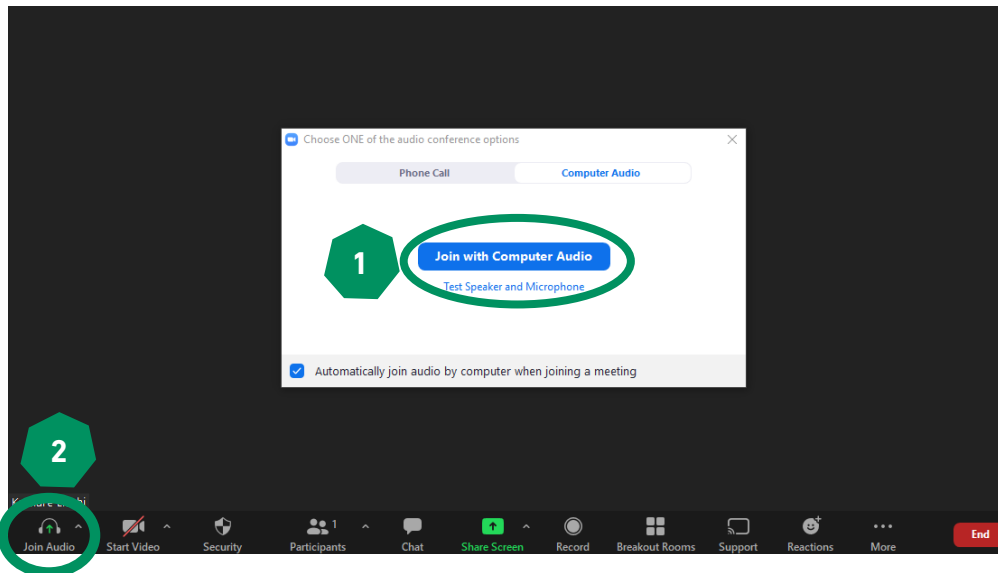 Choose ONE of the audio conference options
Phone Call
Computer Audio
1
Join with Computer Audio
Test Speaker and Microphone
Automatically join audio by computer when joining a meeting
2
Join Audio
Start Video
Security
1
Participants
Chat
Share Screen
Record
Breakout Rooms
Support
Reactions
More
End